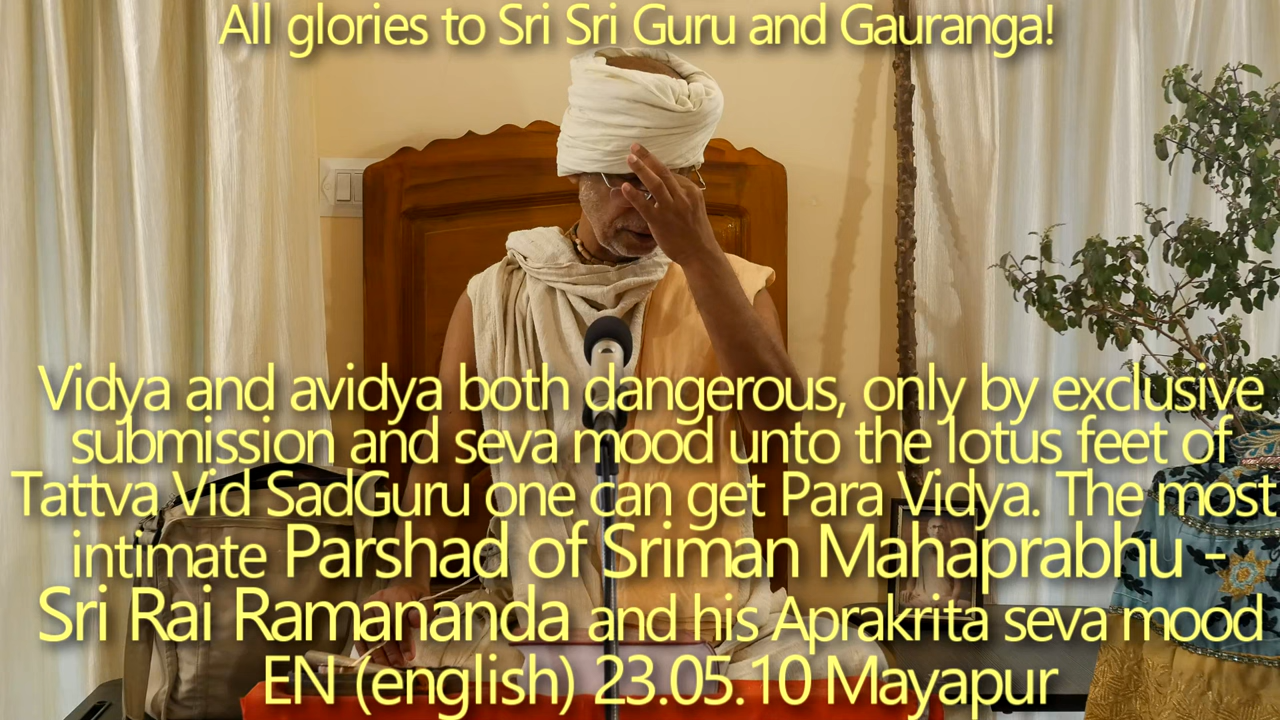 All glories to Sri Sri Guru and Gauranga!
Vidya and avidya both dangerous, only by exclusive
submission and seva mood unto the lotus feet of
Tattva Vid SadGuru one can get Para Vidya. The most
intimate Parshad of Sriman Mahaprabhu -
Sri Rai Ramananda and his Aprakrita seva mood
EN (english) 23.05.10 Mayapur